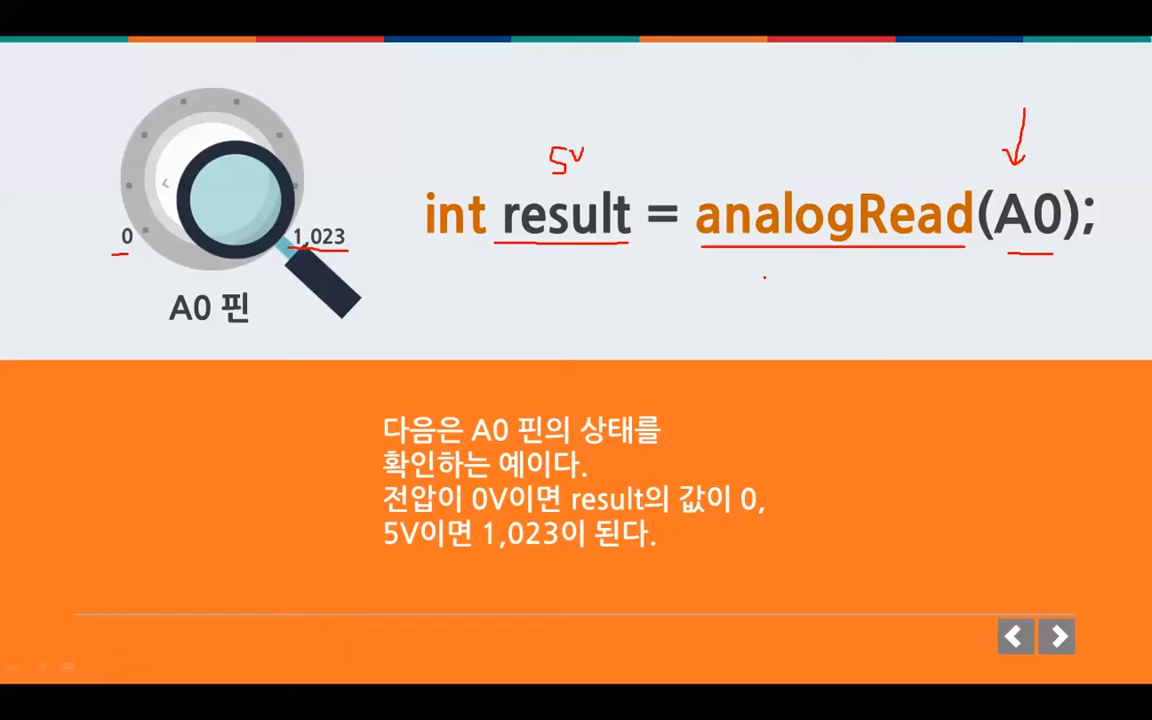 5V
int result = analogRead(A0);
0
1,023
A0 핀
다음은 A0 핀의 상태를
확인하는 예이다.
전압이 0V이면 result의 값이 0,
5V이면 1,023이 된다.